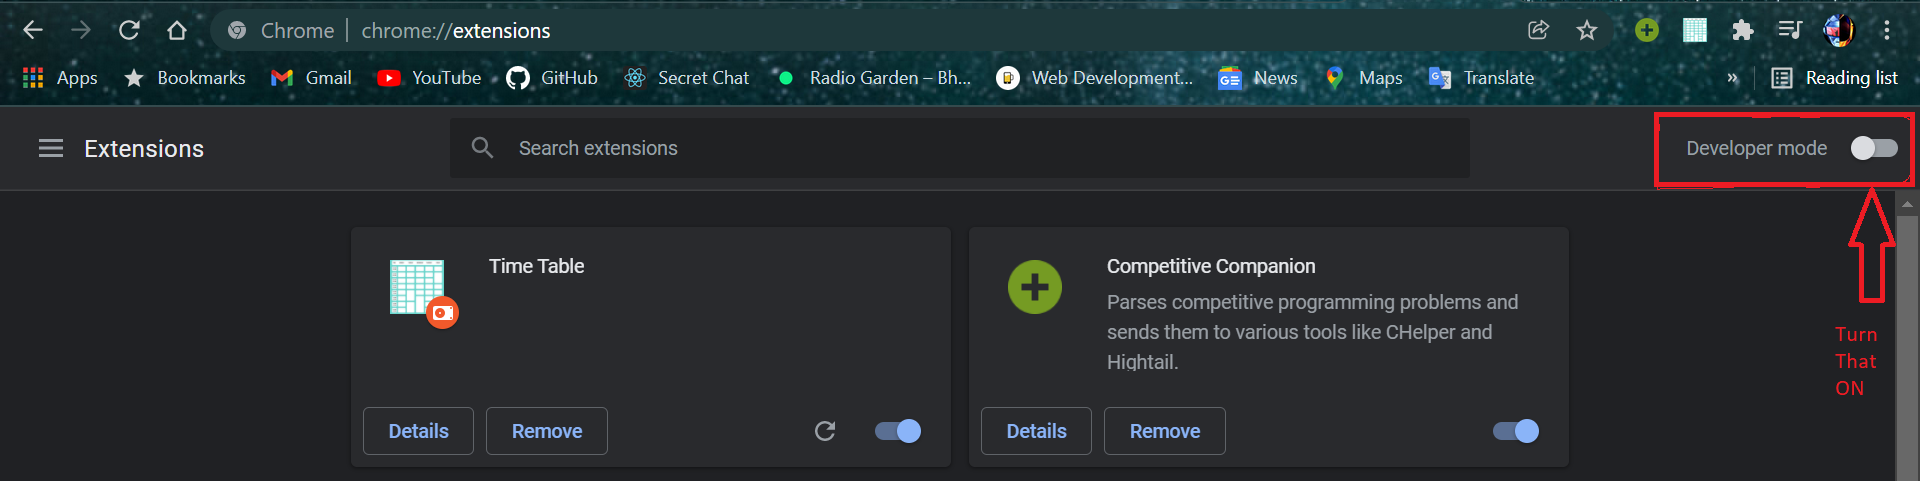 Chrome | chrome://extensions
Apps Bookmarks Gmail YouTube GitHub Secret Chat Radio Garden – Bh... Web Development... News Maps Translate » Reading list
Extensions Search extensions Developer mode
Time Table
Competitive Companion
Parses competitive programming problems and
sends them to various tools like CHelper and
Hightail.
Details Remove Details Remove
Turn
That
ON